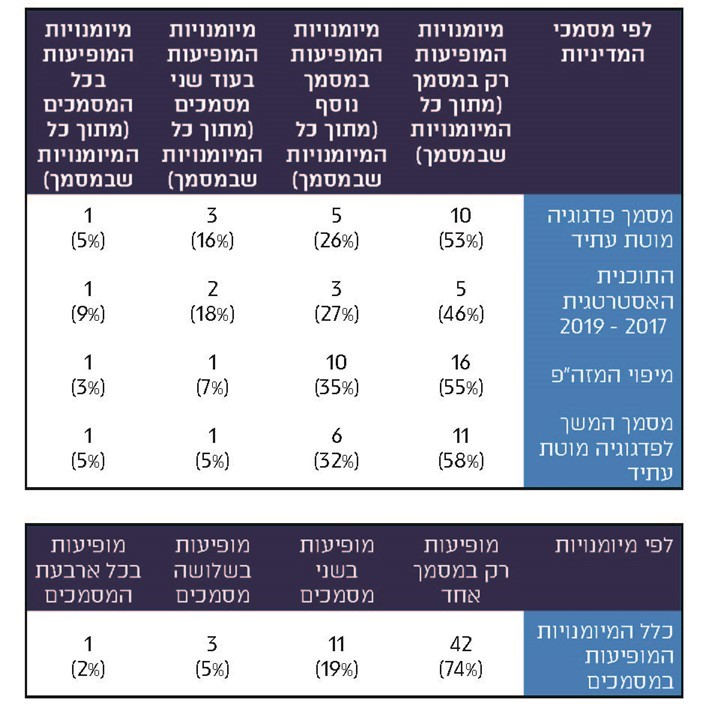 לפי מסמכי
המדיניות
מיומנויות
המופיעות
רק במסמך
(מתוך כל
המיומנויות
שבמסמך)
מיומנויות
המופיעות
במסמך
נוסף
(מתוך כל
המיומנויות
שבמסמך)
מיומנויות
המופיעות
בעוד שני
מסמכים
(מתוך כל
המיומנויות
שבמסמך)
מיומנויות
המופיעות
בכל
המסמכים
(מתוך כל
המיומנויות
שבמסמך)
מסמך פדגוגיה
מוטת עתיד
10
(53%)
5
(26%)
3
(16%)
1
(5%)
התוכנית
האסטרטגית
2017 - 2019
5
(46%)
3
(27%)
2
(18%)
1
(9%)
מיפוי המזה"פ
16
(55%)
10
(35%)
1
(7%)
1
(3%)
מסמך המשך
לפדגוגיה מוטת
עתיד
11
(58%)
6
(32%)
1
(5%)
1
(5%)
לפי מיומנויות
מופיעות
רק במסמך
אחד
מופיעות
בשני
מסמכים
מופיעות
בשלושה
מסמכים
מופיעות
בכל ארבעת
המסמכים
כלל המיומנויות
המופיעות
במסמכים
42
(74%)
11
(19%)
3
(5%)
1
(2%)